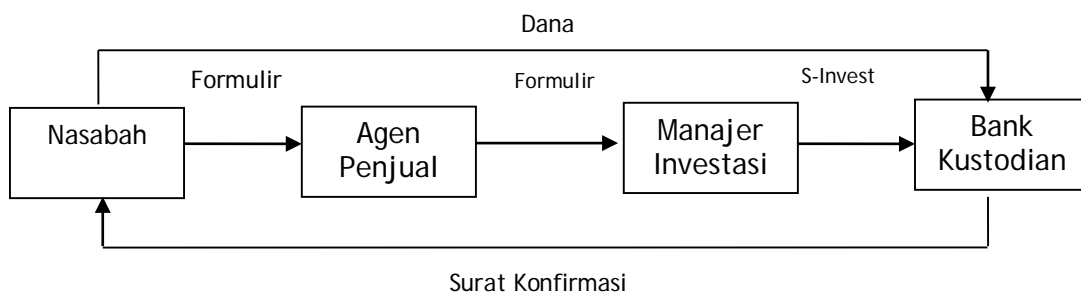 Dana
Formulir
Formulir
S-Invest
Nasabah
Agen
Penjual
Manajer
Investasi
Bank
Kustodian
Surat Konfirmasi